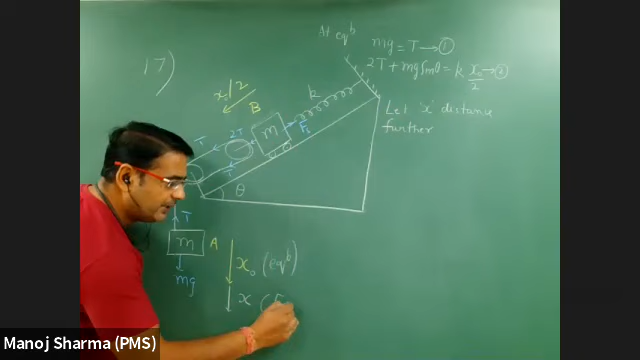 17)
At eqᵇ
mg = T → ①
2T + mg Sinθ = k x₀/2 → ②
Let 'x' distance
further
x₀/2
B
k
m
T
2T
T
θ
T
m
A
mg
x₀ (eqᵇ)
x (
Manoj Sharma (PMS)